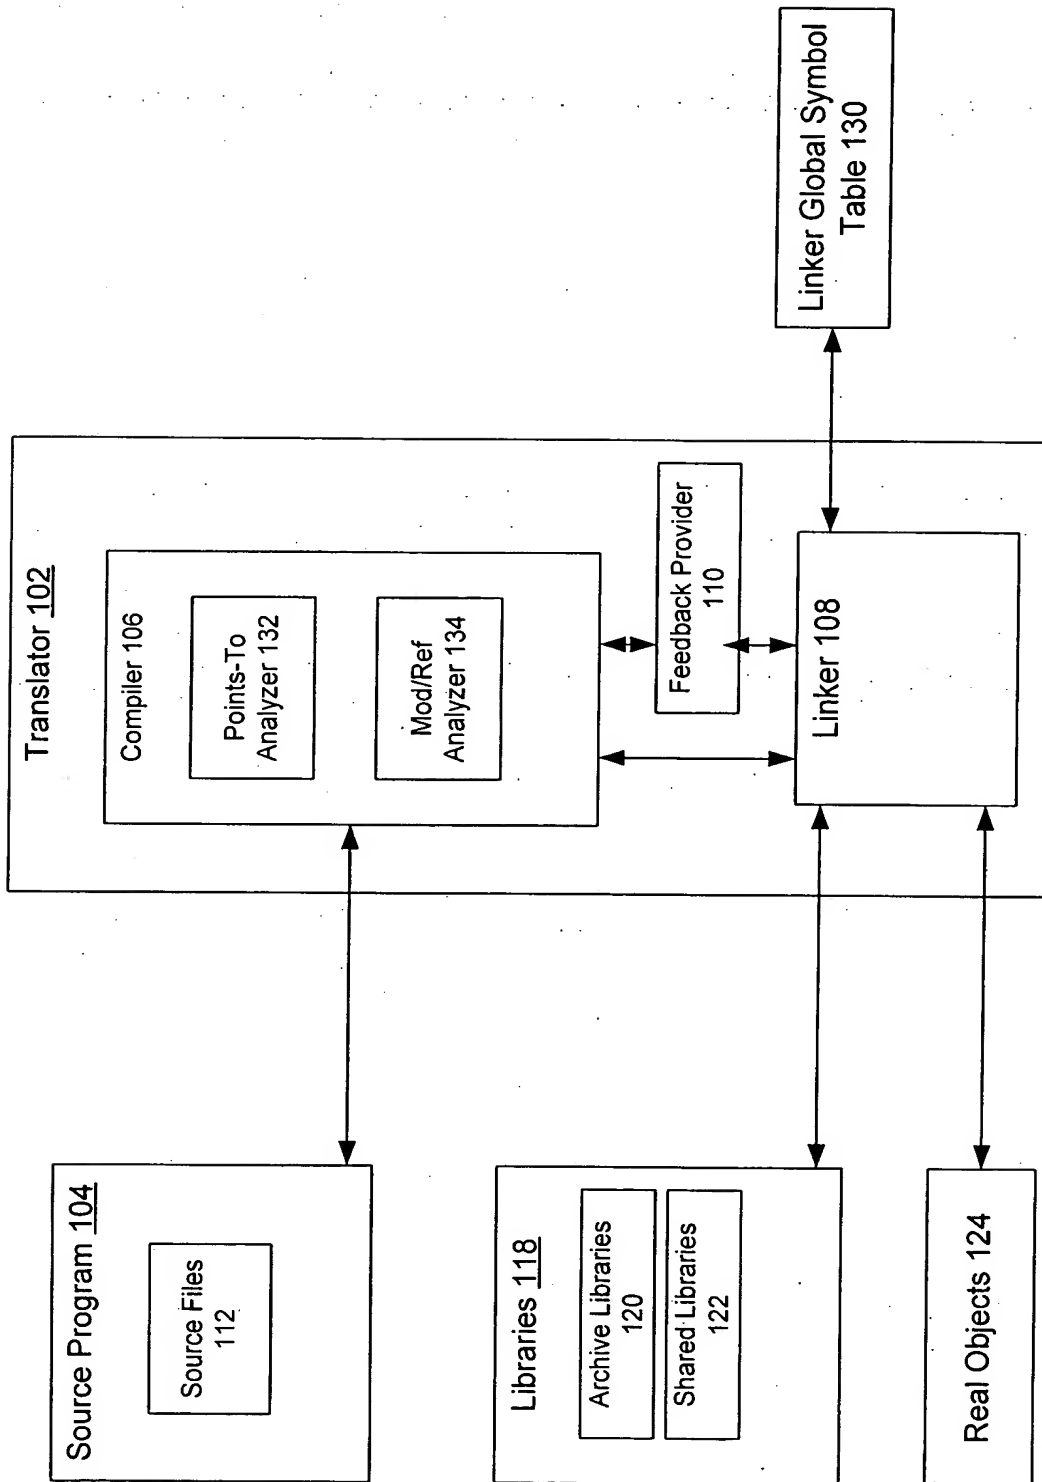 Source Program 104
Source Files
112
Libraries 118
Archive Libraries
120
Shared Libraries
122
Real Objects 124
Translator 102
Compiler 106
Points-To
Analyzer 132
Mod/Ref
Analyzer 134
Feedback Provider
110
Linker 108
Linker Global Symbol
Table 130